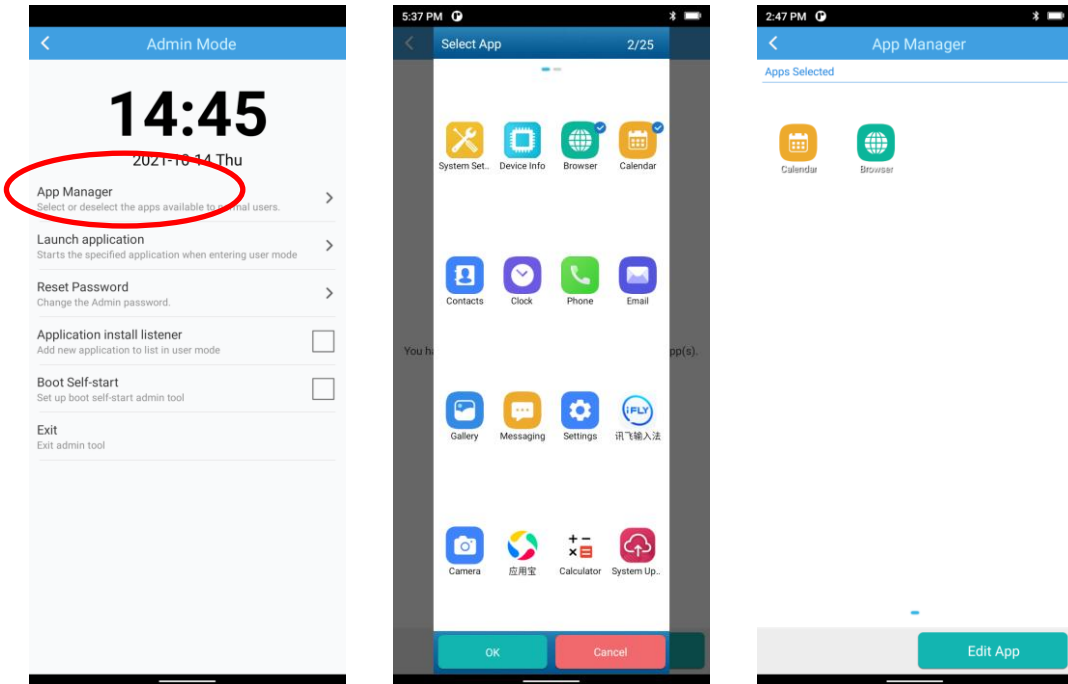 Admin Mode
14:45
2021-10-14 Thu
App Manager
Select or deselect the apps available to normal users.
Launch application
Starts the specified application when entering user mode
Reset Password
Change the Admin password.
Application install listener
Add new application to list in user mode
Boot Self-start
Set up boot self-start admin tool
Exit
Exit admin tool
5:37 PM
Select App 2/25
System Set.. Device Info Browser Calendar
Contacts Clock Phone Email
You ha pp(s).
iFLY
Gallery Messaging Settings 讯飞输入法
Camera 应用宝 Calculator System Up..
OK Cancel
2:47 PM
App Manager
Apps Selected
Calendar Browser
Edit App